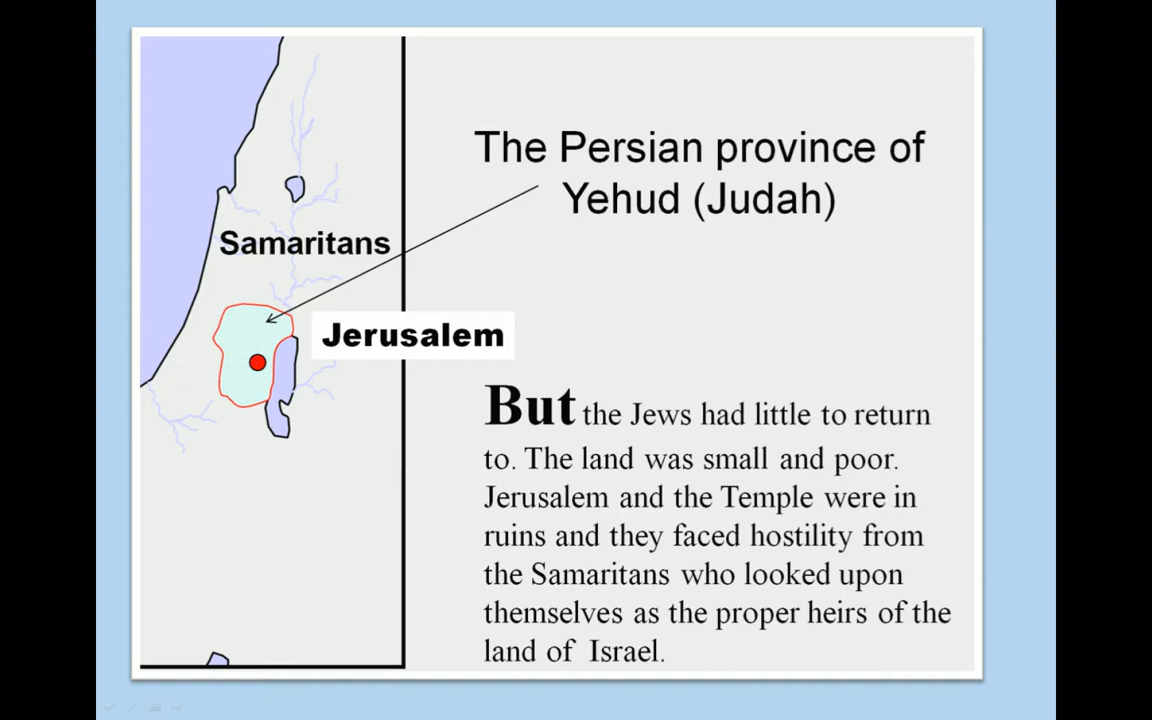 The Persian province of
Yehud (Judah)
Samaritans
Jerusalem
But the Jews had little to return
to. The land was small and poor.
Jerusalem and the Temple were in
ruins and they faced hostility from
the Samaritans who looked upon
themselves as the proper heirs of the
land of Israel.